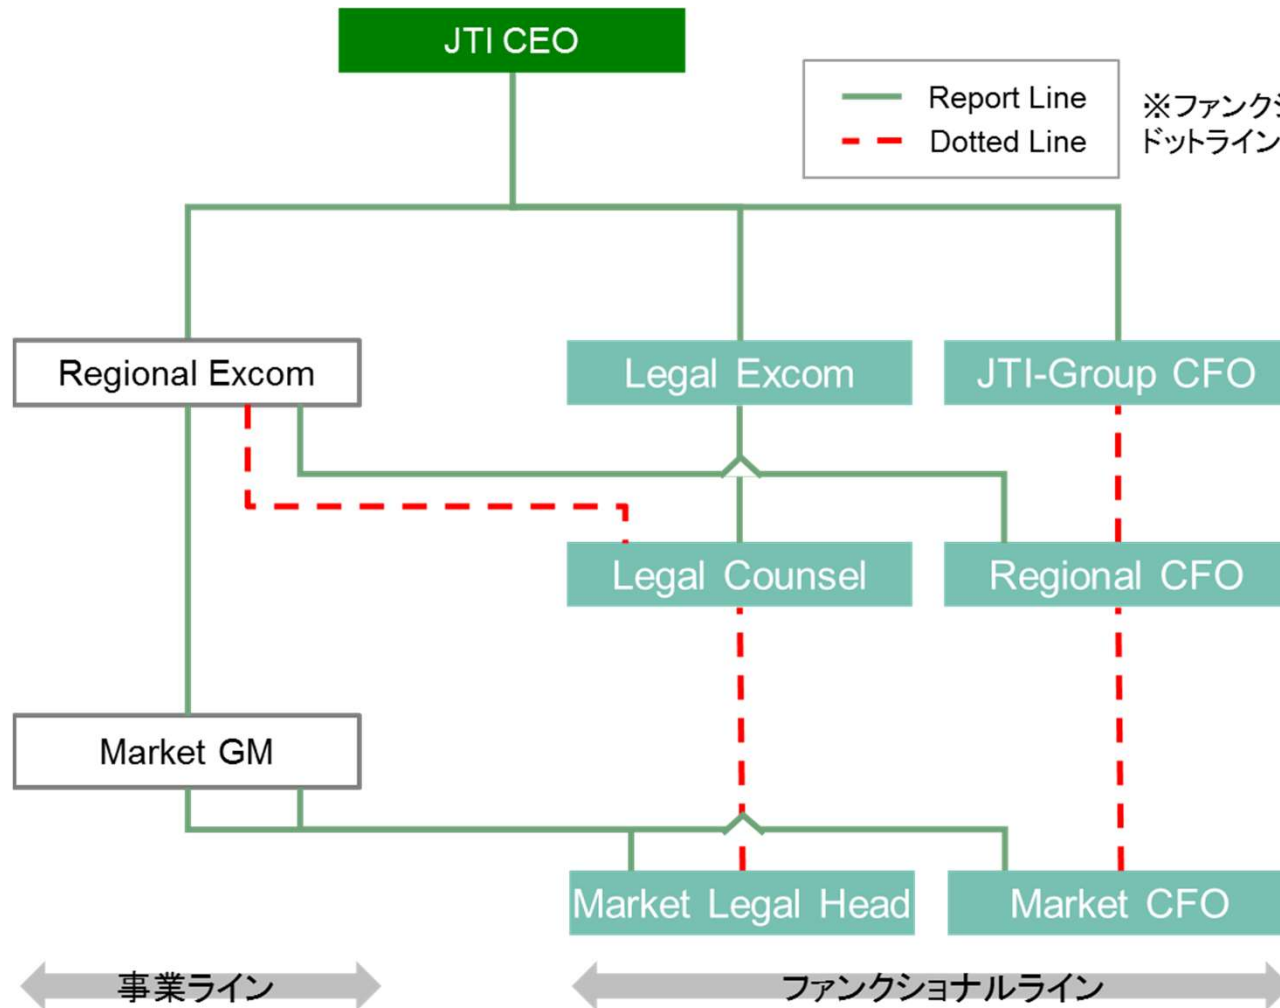 JTI CEO
Report Line
Dotted Line
※ファンクシ
ドットライン
Regional Excom
Legal Excom
JTI-Group CFO
Legal Counsel
Regional CFO
Market GM
Market Legal Head
Market CFO
事業ライン
ファンクショナルライン